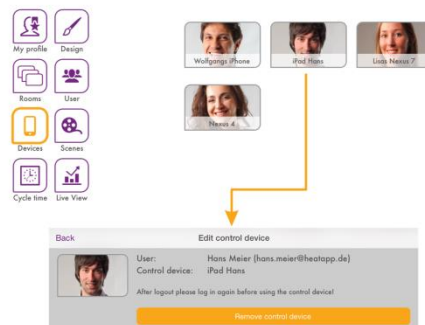 My profile Design
Wolfgangs iPhone iPad Hans Lisas Nexus 7
Rooms User
Nexus 4
Devices Scenes
Cycle time Live View
Back Edit control device
User: Hans Meier (hans.meier@heatapp.de)
Control device: iPad Hans
After logout please log in again before using the control device!
Remove control device